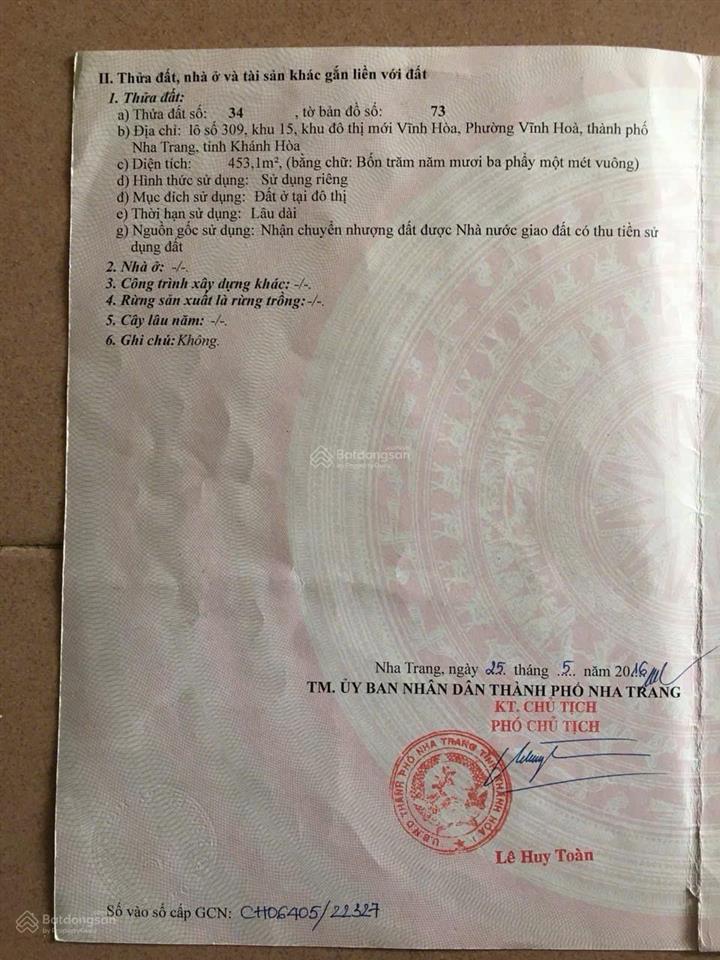 II. Thửa đất, nhà ở và tài sản khác gắn liền với đất
1. Thửa đất:
a) Thửa đất số: 34 , tờ bản đồ số: 73
b) Địa chỉ: lô số 309, khu 15, khu đô thị mới Vĩnh Hòa, Phường Vĩnh Hoà, thành phố
Nha Trang, tỉnh Khánh Hòa
c) Diện tích: 453,1m², (bằng chữ: Bốn trăm năm mươi ba phẩy một mét vuông)
d) Hình thức sử dụng: Sử dụng riêng
đ) Mục đích sử dụng: Đất ở tại đô thị
e) Thời hạn sử dụng: Lâu dài
g) Nguồn gốc sử dụng: Nhận chuyển nhượng đất được Nhà nước giao đất có thu tiền sử
dụng đất
2. Nhà ở: -/-.
3. Công trình xây dựng khác: -/-.
4. Rừng sản xuất là rừng trồng: -/-.
5. Cây lâu năm: -/-.
6. Ghi chú: Không.
Batdongsan
by PropertyGuru
Nha Trang, ngày 25 tháng 5 năm 2016
TM. ỦY BAN NHÂN DÂN THÀNH PHỐ NHA TRANG
KT. CHỦ TỊCH
PHÓ CHỦ TỊCH
U.B.N.D THÀNH PHỐ NHA TRANG
Lê Huy Toàn
Số vào sổ cấp GCN: CH06405/22327
Batdongsan
by PropertyGuru